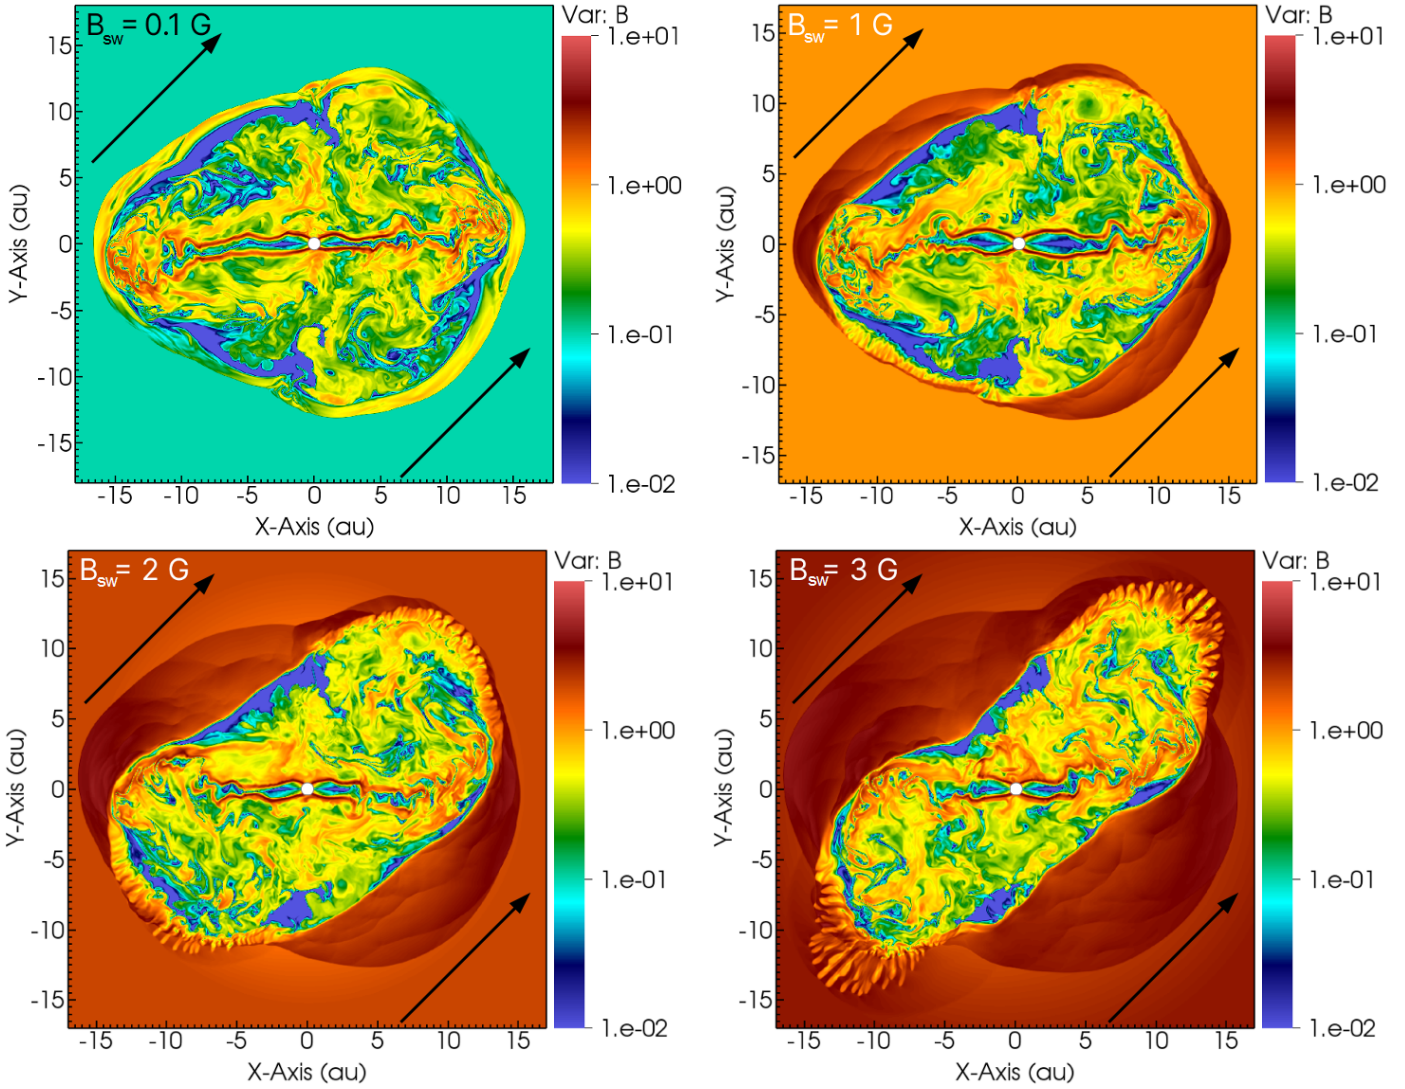 B_sw= 0.1 G
Var: B
1.e+01
1.e+00
1.e-01
1.e-02
Y-Axis (au)
15
10
5
0
-5
-10
-15
-15 -10 -5 0 5 10 15
X-Axis (au)
B_sw= 1 G
Var: B
1.e+01
1.e+00
1.e-01
1.e-02
Y-Axis (au)
15
10
5
0
-5
-10
-15
-15 -10 -5 0 5 10 15
X-Axis (au)
B_sw= 2 G
Var: B
1.e+01
1.e+00
1.e-01
1.e-02
Y-Axis (au)
15
10
5
0
-5
-10
-15
-15 -10 -5 0 5 10 15
X-Axis (au)
B_sw= 3 G
Var: B
1.e+01
1.e+00
1.e-01
1.e-02
Y-Axis (au)
15
10
5
0
-5
-10
-15
-15 -10 -5 0 5 10 15
X-Axis (au)